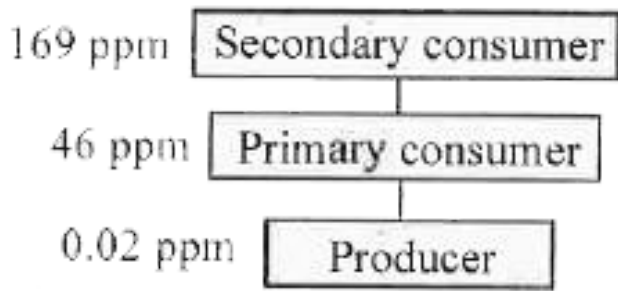 169 ppm Secondary consumer
46 ppm Primary consumer
0.02 ppm Producer